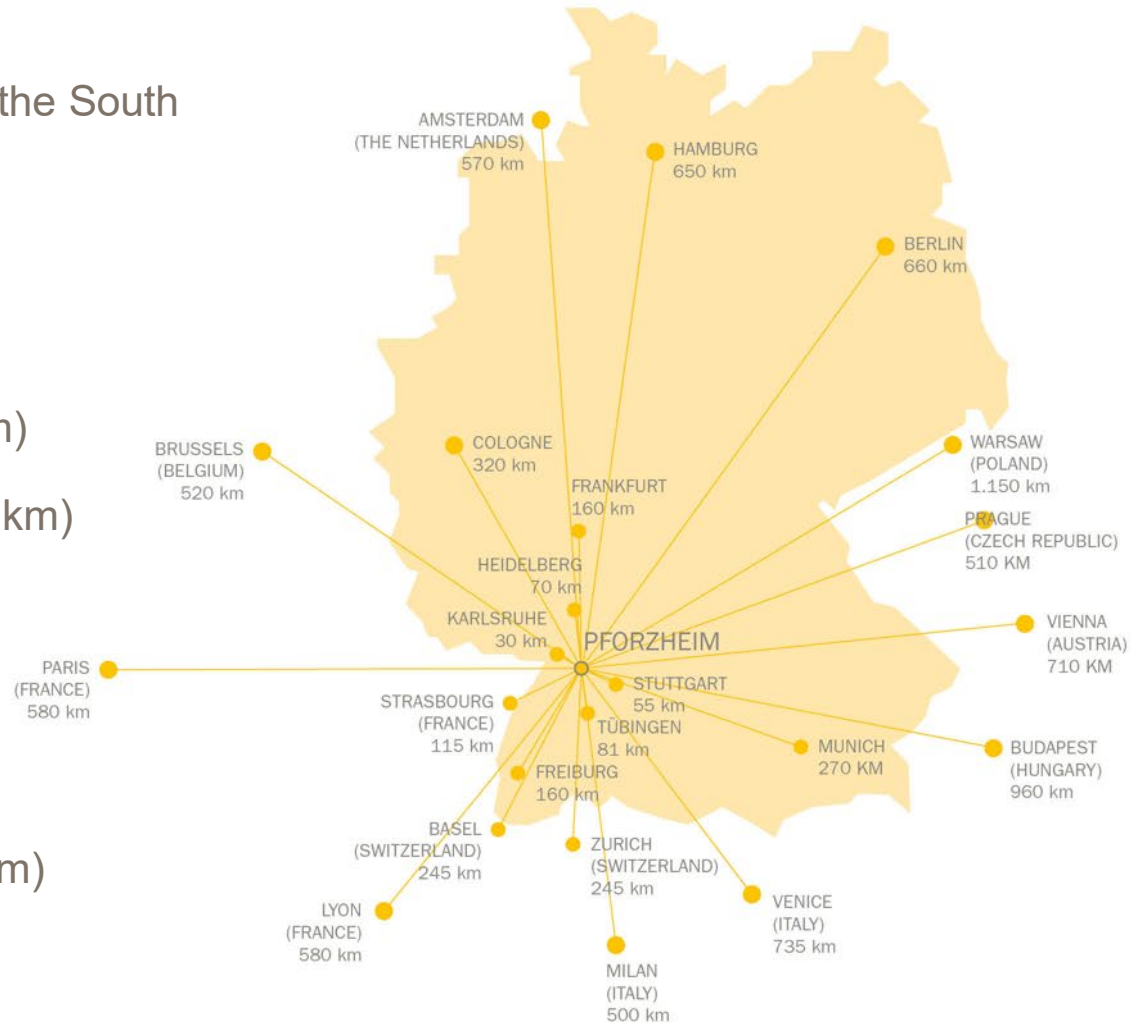 the South
m)
km)
m)
AMSTERDAM
(THE NETHERLANDS)
570 km
HAMBURG
650 km
BERLIN
660 km
BRUSSELS
(BELGIUM)
520 km
COLOGNE
320 km
FRANKFURT
160 km
WARSAW
(POLAND)
1.150 km
PRAGUE
(CZECH REPUBLIC)
510 KM
HEIDELBERG
70 km
KARLSRUHE
30 km
PFORZHEIM
VIENNA
(AUSTRIA)
710 KM
PARIS
(FRANCE)
580 km
STRASBOURG
(FRANCE)
115 km
STUTTGART
55 km
TÜBINGEN
81 km
MUNICH
270 KM
BUDAPEST
(HUNGARY)
960 km
FREIBURG
160 km
BASEL
(SWITZERLAND)
245 km
ZURICH
(SWITZERLAND)
245 km
LYON
(FRANCE)
580 km
VENICE
(ITALY)
735 km
MILAN
(ITALY)
500 km